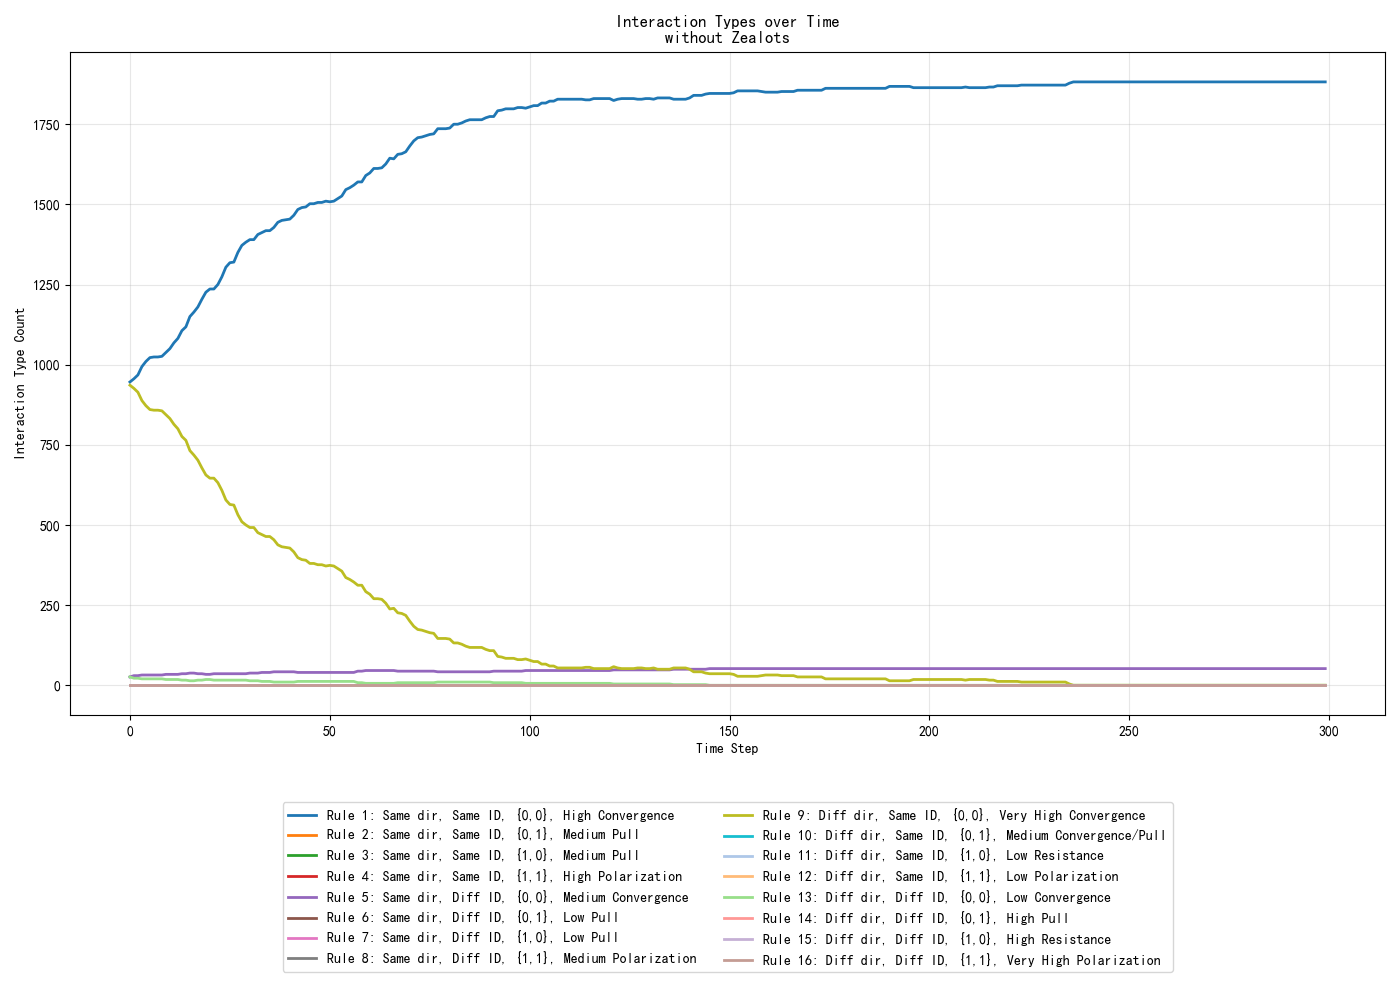 Interaction Types over Time
without Zealots
Interaction Type Count
1750
1500
1250
1000
750
500
250
0
0 50 100 150 200 250 300
Time Step
Rule 1: Same dir, Same ID, {0,0}, High Convergence
Rule 2: Same dir, Same ID, {0,1}, Medium Pull
Rule 3: Same dir, Same ID, {1,0}, Medium Pull
Rule 4: Same dir, Same ID, {1,1}, High Polarization
Rule 5: Same dir, Diff ID, {0,0}, Medium Convergence
Rule 6: Same dir, Diff ID, {0,1}, Low Pull
Rule 7: Same dir, Diff ID, {1,0}, Low Pull
Rule 8: Same dir, Diff ID, {1,1}, Medium Polarization
Rule 9: Diff dir, Same ID, {0,0}, Very High Convergence
Rule 10: Diff dir, Same ID, {0,1}, Medium Convergence/Pull
Rule 11: Diff dir, Same ID, {1,0}, Low Resistance
Rule 12: Diff dir, Same ID, {1,1}, Low Polarization
Rule 13: Diff dir, Diff ID, {0,0}, Low Convergence
Rule 14: Diff dir, Diff ID, {0,1}, High Pull
Rule 15: Diff dir, Diff ID, {1,0}, High Resistance
Rule 16: Diff dir, Diff ID, {1,1}, Very High Polarization